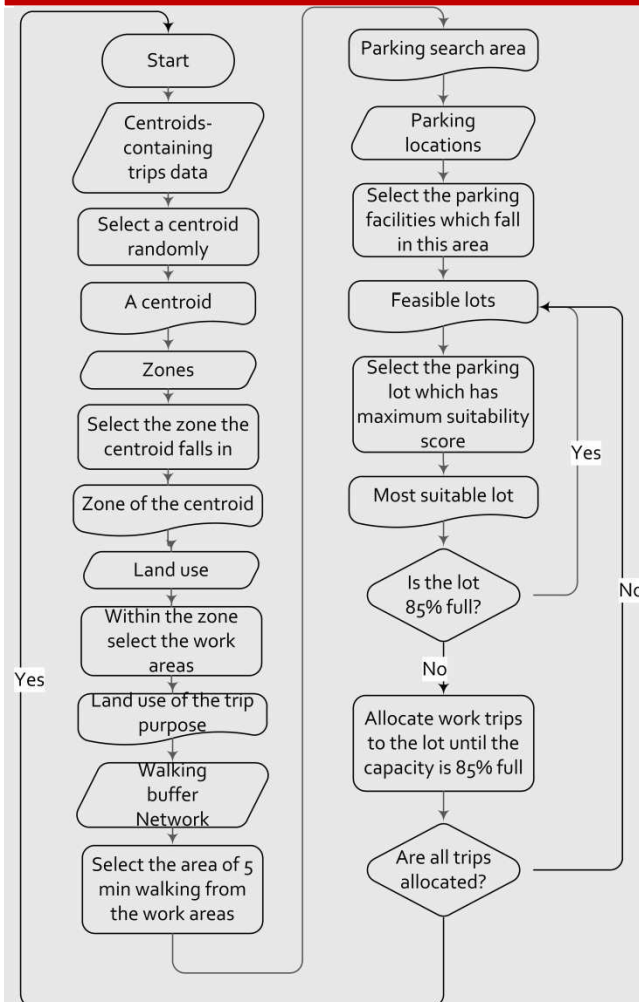 Start
Centroids-
containing
trips data
Select a centroid
randomly
A centroid
Zones
Select the zone the
centroid falls in
Zone of the centroid
Land use
Within the zone
select the work
areas
Land use of the trip
purpose
Walking
buffer
Network
Select the area of 5
min walking from
the work areas
Yes
Parking search area
Parking
locations
Select the parking
facilities which fall
in this area
Feasible lots
Select the parking
lot which has
maximum suitability
score
Most suitable lot
Is the lot
85% full?
Yes
No
Allocate work trips
to the lot until the
capacity is 85% full
Are all trips
allocated?
No